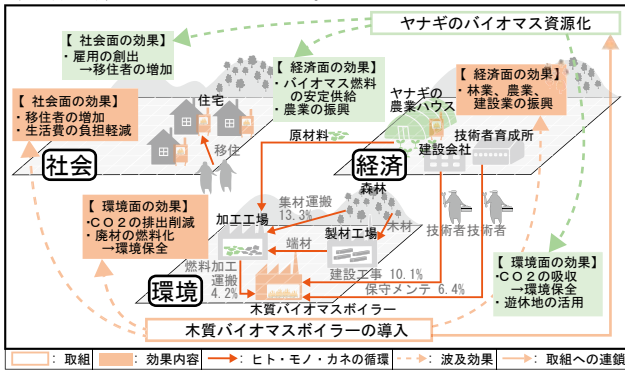 ヤナギのバイオマス資源化
【 社会面の効果】
・雇用の創出
→移住者の増加
【 経済面の効果】
・バイオマス燃料
の安定供給
・農業の振興
ヤナギの
農業ハウス
【 経済面の効果】
・林業、農業、
建設業の振興
【 社会面の効果】
・移住者の増加
・生活費の負担軽減
住宅
移住
社会
原材料
建設会社
技術者育成所
経済
森林
【 環境面の効果】
・CO2の排出削減
・廃材の燃料化
→環境保全
加工工場
集材運搬
13.3%
製材工場
木材
端材
技術者
技術者
燃料加工
運搬
4.2%
建設工事 10.1%
保守メンテ 6.4%
環境
木質バイオマスボイラー
【 環境面の効果】
・CO2の吸収
→環境保全
・遊休地の活用
木質バイオマスボイラーの導入
:取組
:効果内容
:ヒト・モノ・カネの循環
:波及効果
:取組への連鎖